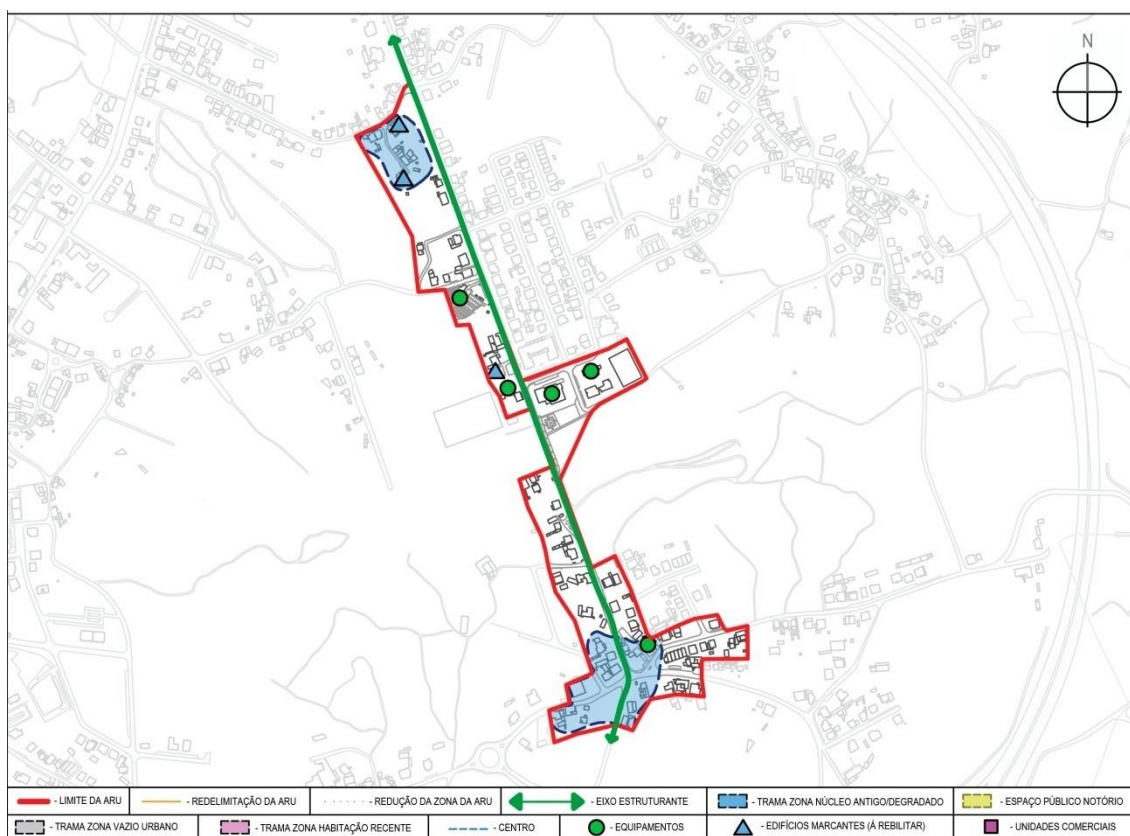 N
- LIMITE DA ARU
- REDELIMITAÇÃO DA ARU
- REDUÇÃO DA ZONA DA ARU
- EIXO ESTRUTURANTE
- TRAMA ZONA NÚCLEO ANTIGO/DEGRADADO
- ESPAÇO PÚBLICO NOTÓRIO
- TRAMA ZONA VAZIO URBANO
- TRAMA ZONA HABITAÇÃO RECENTE
- CENTRO
- EQUIPAMENTOS
- EDIFÍCIOS MARCANTES (Á REBILITAR)
- UNIDADES COMERCIAIS